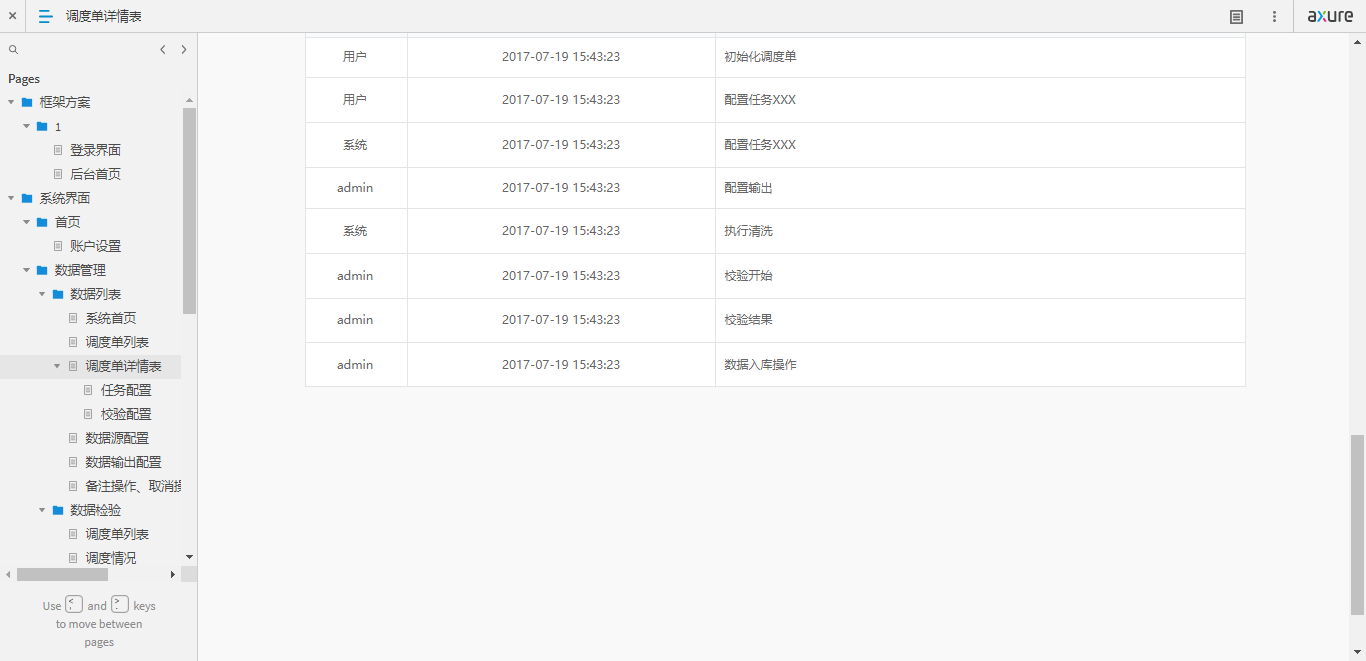 调度单详情表
axure
Pages
框架方案
1
登录界面
后台首页
系统界面
首页
账户设置
数据管理
数据列表
系统首页
调度单列表
调度单详情表
任务配置
校验配置
数据源配置
数据输出配置
备注操作、取消操
数据检验
调度单列表
调度情况
Use < , and > . keys
to move between
pages
用户 2017-07-19 15:43:23 初始化调度单
用户 2017-07-19 15:43:23 配置任务XXX
系统 2017-07-19 15:43:23 配置任务XXX
admin 2017-07-19 15:43:23 配置输出
系统 2017-07-19 15:43:23 执行清洗
admin 2017-07-19 15:43:23 校验开始
admin 2017-07-19 15:43:23 校验结果
admin 2017-07-19 15:43:23 数据入库操作